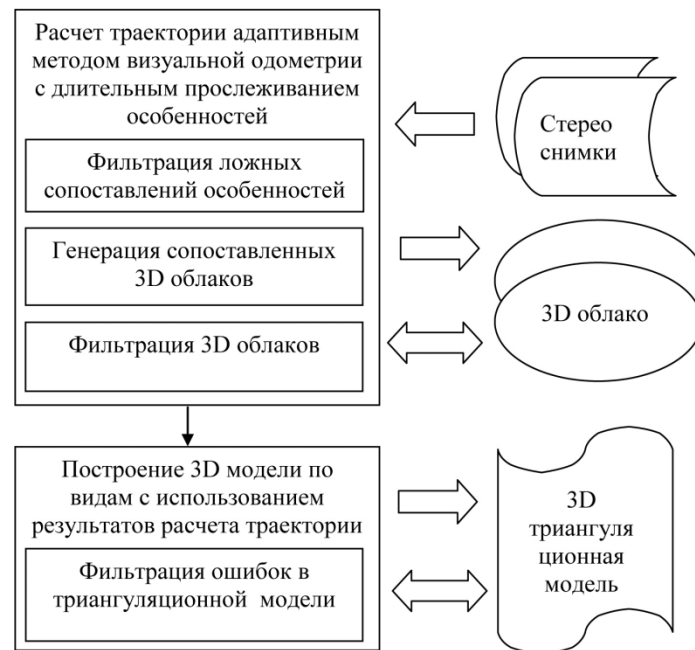 Расчет траектории адаптивным
методом визуальной одометрии
с длительным прослеживанием
особенностей
Фильтрация ложных
сопоставлений особенностей
Генерация сопоставленных
3D облаков
Фильтрация 3D облаков
Стерео
снимки
3D облако
Построение 3D модели по
видам с использованием
результатов расчета траектории
Фильтрация ошибок в
триангуляционной модели
3D
триангуля
ционная
модель